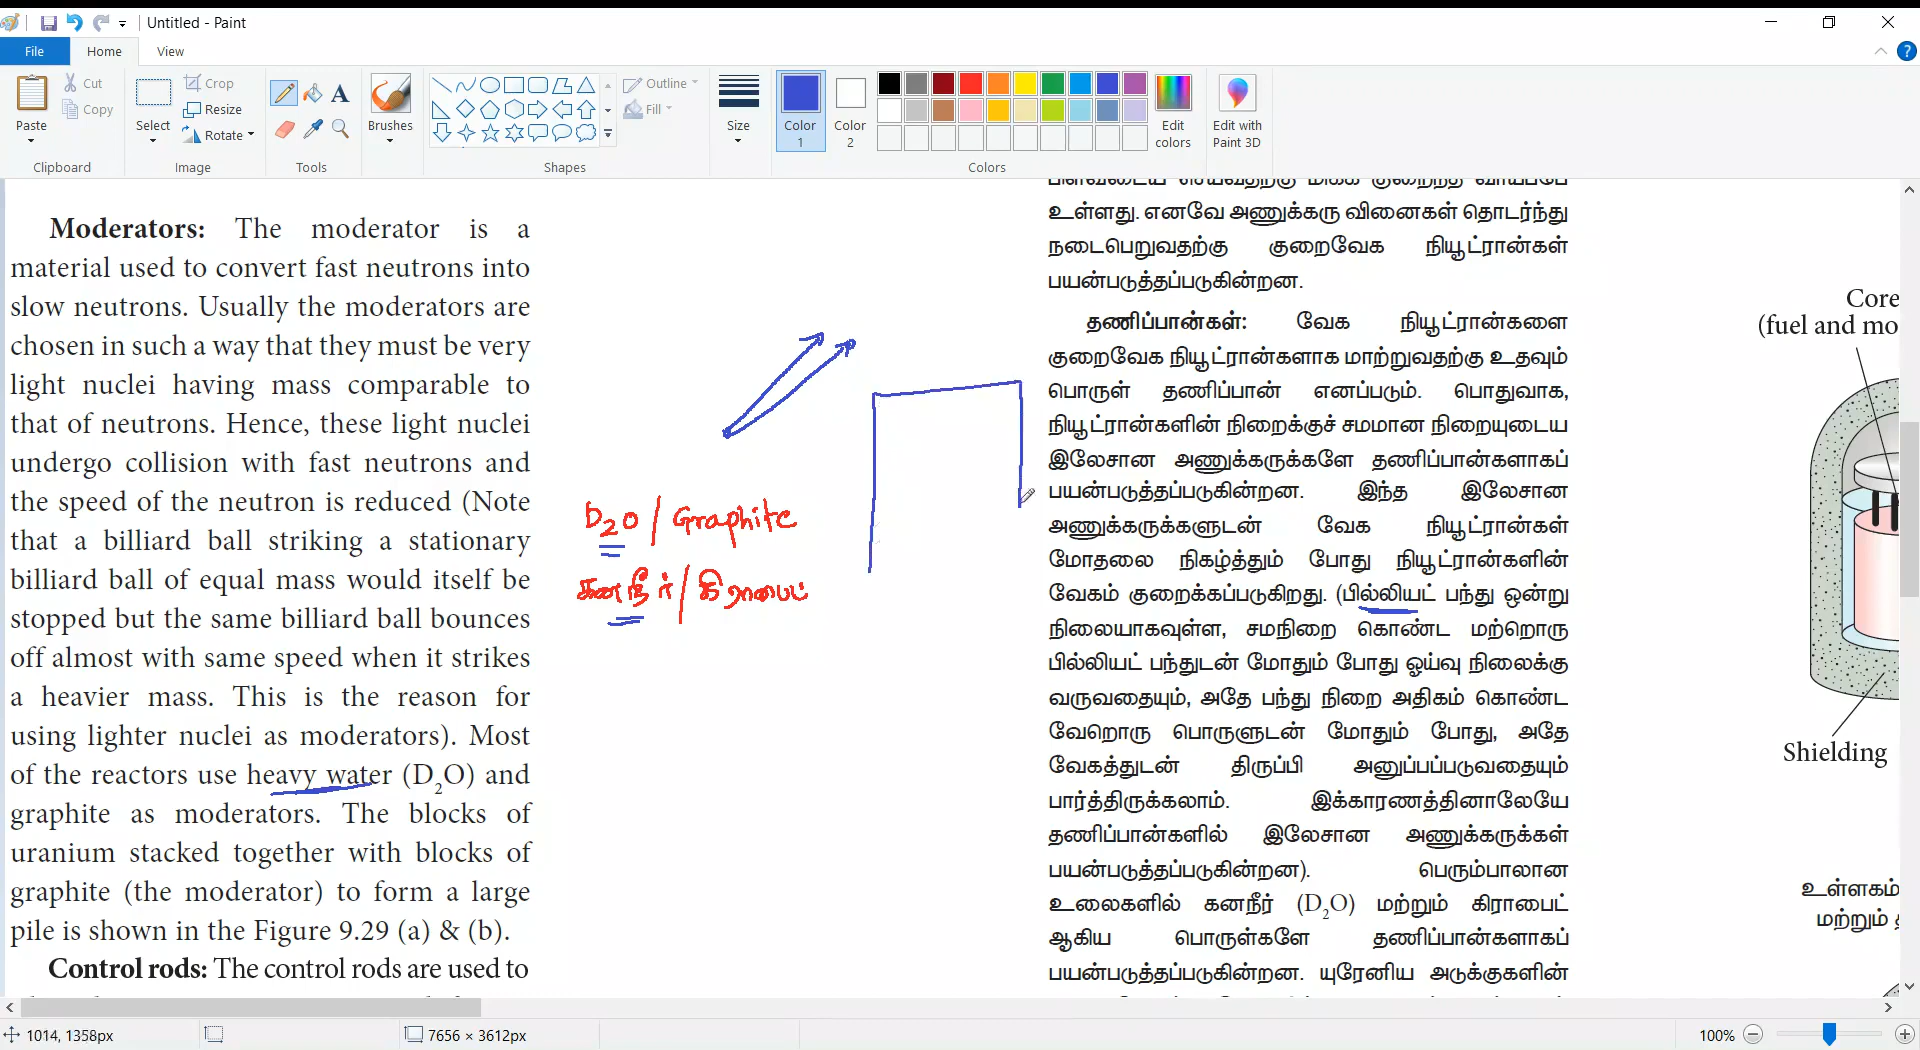 Untitled - Paint
File Home View
Paste
Cut
Copy
Clipboard
Select
Crop
Resize
Rotate
Image
Tools
Brushes
Shapes
Outline
Fill
Size
Color 1
Color 2
Colors
Edit colors
Edit with Paint 3D
Moderators: The moderator is a
material used to convert fast neutrons into
slow neutrons. Usually the moderators are
chosen in such a way that they must be very
light nuclei having mass comparable to
that of neutrons. Hence, these light nuclei
undergo collision with fast neutrons and
the speed of the neutron is reduced (Note
that a billiard ball striking a stationary
billiard ball of equal mass would itself be
stopped but the same billiard ball bounces
off almost with same speed when it strikes
a heavier mass. This is the reason for
using lighter nuclei as moderators). Most
of the reactors use heavy water (D₂O) and
graphite as moderators. The blocks of
uranium stacked together with blocks of
graphite (the moderator) to form a large
pile is shown in the Figure 9.29 (a) & (b).
Control rods: The control rods are used to
D₂O / Graphite
கனநீர் / கிராபைட்
பிளவடைய செய்வதற்கு மிகக் குறைந்த வாய்ப்பே
உள்ளது. எனவே அணுக்கரு வினைகள் தொடர்ந்து
நடைபெறுவதற்கு குறைவேக நியூட்ரான்கள்
பயன்படுத்தப்படுகின்றன.
தணிப்பான்கள்: வேக நியூட்ரான்களை
குறைவேக நியூட்ரான்களாக மாற்றுவதற்கு உதவும்
பொருள் தணிப்பான் எனப்படும். பொதுவாக,
நியூட்ரான்களின் நிறைக்குச் சமமான நிறையுடைய
இலேசான அணுக்கருக்களே தணிப்பான்களாகப்
பயன்படுத்தப்படுகின்றன. இந்த இலேசான
அணுக்கருக்களுடன் வேக நியூட்ரான்கள்
மோதலை நிகழ்த்தும் போது நியூட்ரான்களின்
வேகம் குறைக்கப்படுகிறது. (பில்லியட் பந்து ஒன்று
நிலையாகவுள்ள, சமநிறை கொண்ட மற்றொரு
பில்லியட் பந்துடன் மோதும் போது ஓய்வு நிலைக்கு
வருவதையும், அதே பந்து நிறை அதிகம் கொண்ட
வேறொரு பொருளுடன் மோதும் போது, அதே
வேகத்துடன் திருப்பி அனுப்பப்படுவதையும்
பார்த்திருக்கலாம். இக்காரணத்தினாலேயே
தணிப்பான்களில் இலேசான அணுக்கருக்கள்
பயன்படுத்தப்படுகின்றன). பெரும்பாலான
உலைகளில் கனநீர் (D₂O) மற்றும் கிராபைட்
ஆகிய பொருள்களே தணிப்பான்களாகப்
பயன்படுத்தப்படுகின்றன. யுரேனிய அடுக்குகளின்
Core
(fuel and mo
Shielding
உள்ளகம்
மற்றும்
1014, 1358px
7656 × 3612px
100%